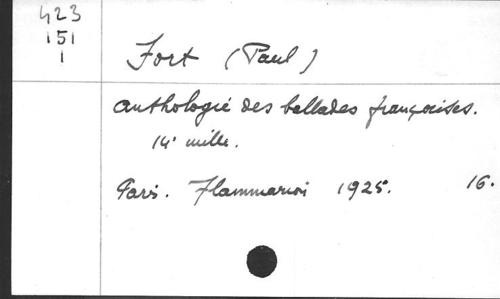 423
151
1
Fort (Paul)
Anthologie des ballades françaises.
14e mille.
Paris. Flammarion 1925. 16.